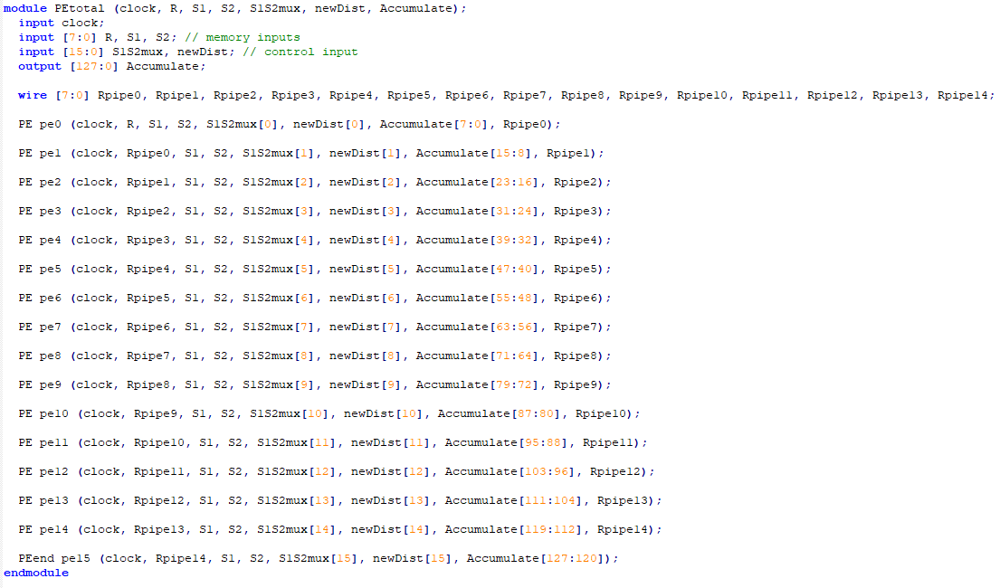 module PEtotal (clock, R, S1, S2, S1S2mux, newDist, Accumulate);
input clock;
input [7:0] R, S1, S2; // memory inputs
input [15:0] S1S2mux, newDist; // control input
output [127:0] Accumulate;
wire [7:0] Rpipe0, Rpipe1, Rpipe2, Rpipe3, Rpipe4, Rpipe5, Rpipe6, Rpipe7, Rpipe8, Rpipe9, Rpipe10, Rpipe11, Rpipe12, Rpipe13, Rpipe14;
PE pe0 (clock, R, S1, S2, S1S2mux[0], newDist[0], Accumulate[7:0], Rpipe0);
PE pe1 (clock, Rpipe0, S1, S2, S1S2mux[1], newDist[1], Accumulate[15:8], Rpipe1);
PE pe2 (clock, Rpipe1, S1, S2, S1S2mux[2], newDist[2], Accumulate[23:16], Rpipe2);
PE pe3 (clock, Rpipe2, S1, S2, S1S2mux[3], newDist[3], Accumulate[31:24], Rpipe3);
PE pe4 (clock, Rpipe3, S1, S2, S1S2mux[4], newDist[4], Accumulate[39:32], Rpipe4);
PE pe5 (clock, Rpipe4, S1, S2, S1S2mux[5], newDist[5], Accumulate[47:40], Rpipe5);
PE pe6 (clock, Rpipe5, S1, S2, S1S2mux[6], newDist[6], Accumulate[55:48], Rpipe6);
PE pe7 (clock, Rpipe6, S1, S2, S1S2mux[7], newDist[7], Accumulate[63:56], Rpipe7);
PE pe8 (clock, Rpipe7, S1, S2, S1S2mux[8], newDist[8], Accumulate[71:64], Rpipe8);
PE pe9 (clock, Rpipe8, S1, S2, S1S2mux[9], newDist[9], Accumulate[79:72], Rpipe9);
PE pe10 (clock, Rpipe9, S1, S2, S1S2mux[10], newDist[10], Accumulate[87:80], Rpipe10);
PE pe11 (clock, Rpipe10, S1, S2, S1S2mux[11], newDist[11], Accumulate[95:88], Rpipe11);
PE pe12 (clock, Rpipe11, S1, S2, S1S2mux[12], newDist[12], Accumulate[103:96], Rpipe12);
PE pe13 (clock, Rpipe12, S1, S2, S1S2mux[13], newDist[13], Accumulate[111:104], Rpipe13);
PE pe14 (clock, Rpipe13, S1, S2, S1S2mux[14], newDist[14], Accumulate[119:112], Rpipe14);
PEend pe15 (clock, Rpipe14, S1, S2, S1S2mux[15], newDist[15], Accumulate[127:120]);
endmodule